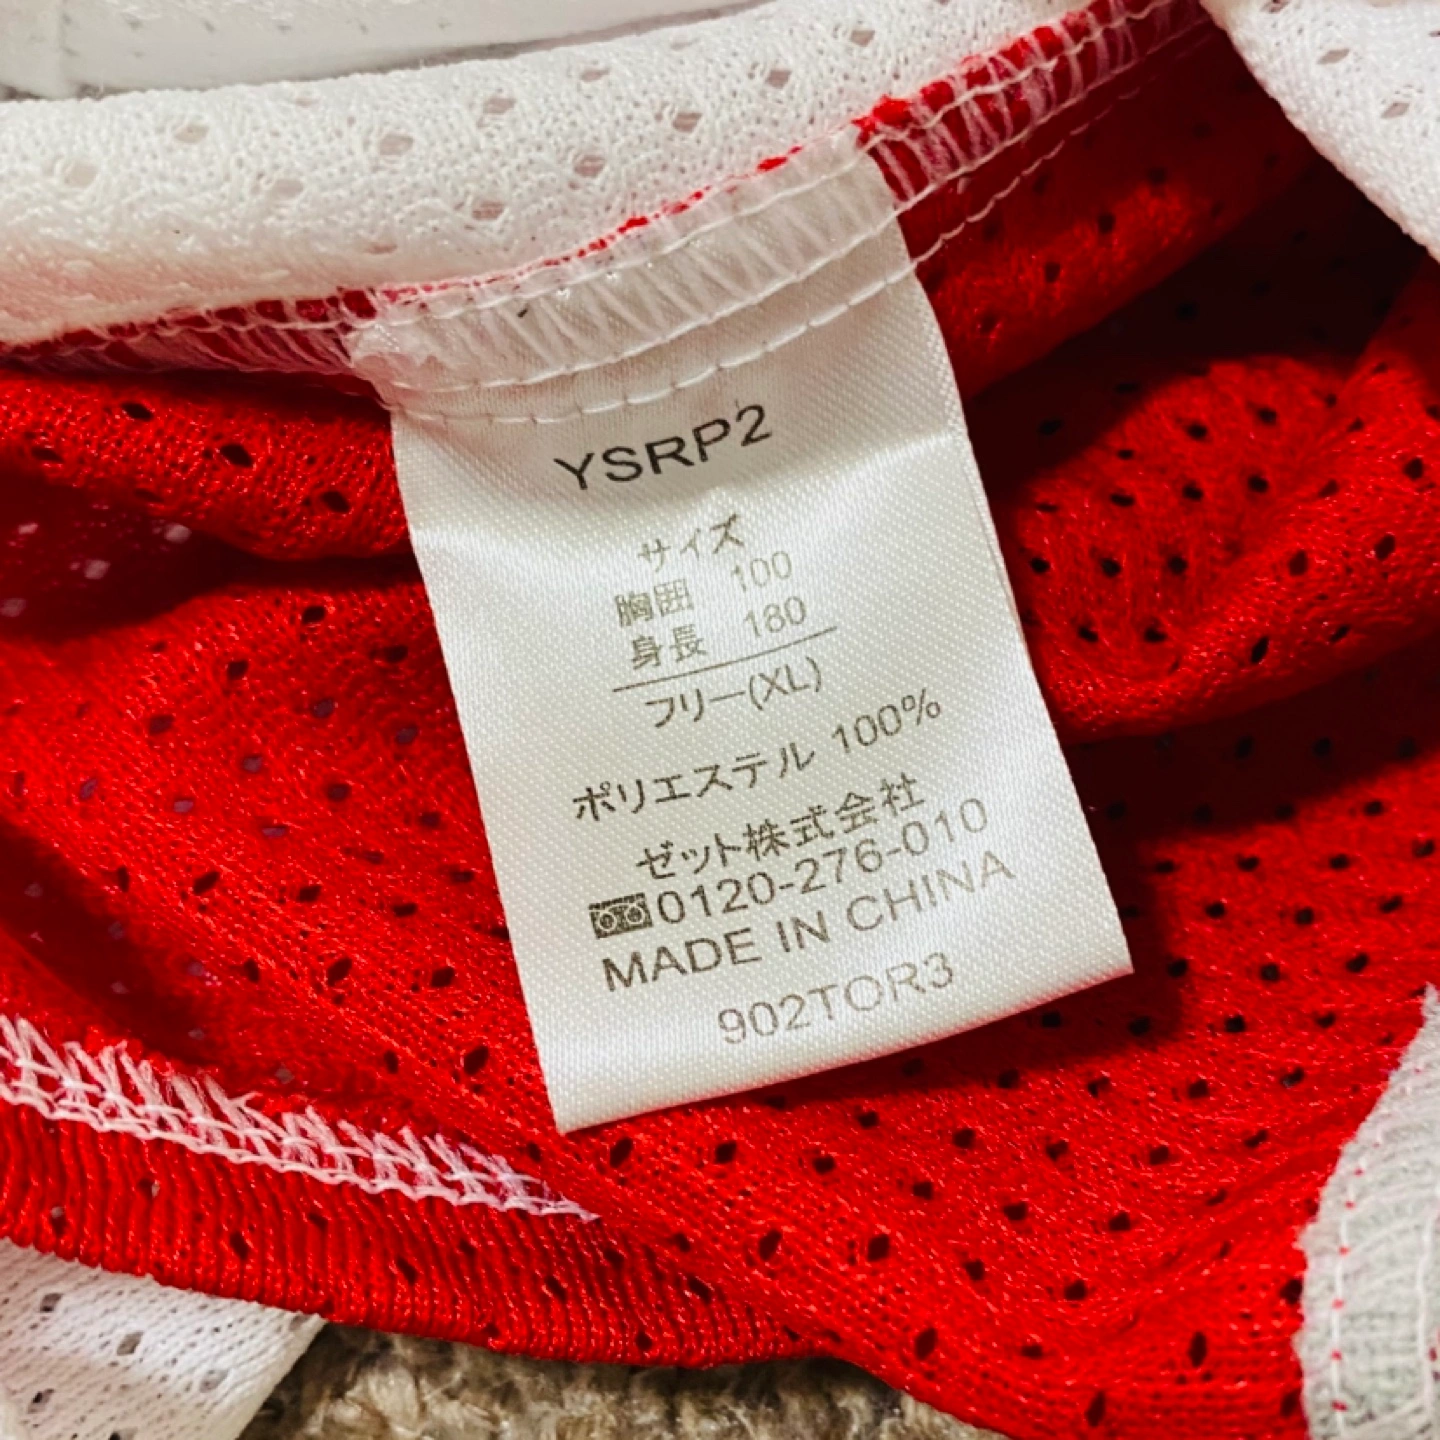 YSRP2
サイズ
胸囲 100
身長 180
フリー(XL)
ポリエステル 100%
ゼット株式会社
0120-276-010
MADE IN CHINA
902TOR3